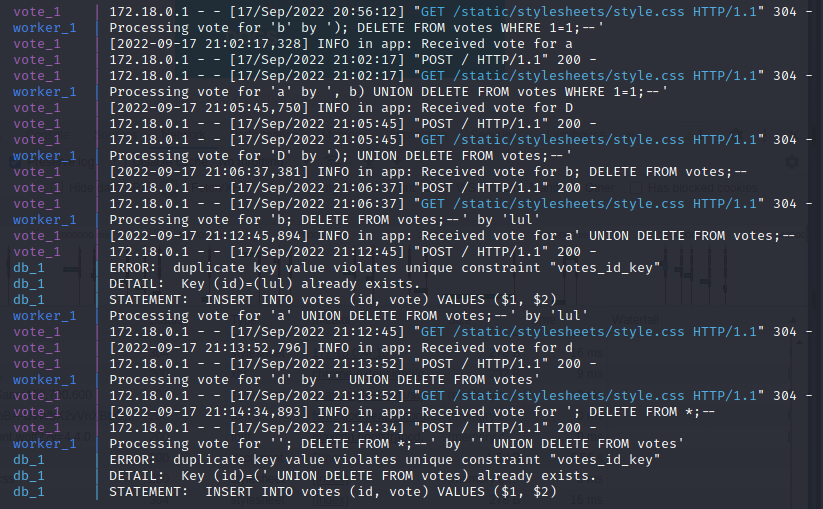 vote_1 | 172.18.0.1 - - [17/Sep/2022 20:56:12] "GET /static/stylesheets/style.css HTTP/1.1" 304 -
worker_1 | Processing vote for 'b' by '); DELETE FROM votes WHERE 1=1;--'
vote_1 | [2022-09-17 21:02:17,328] INFO in app: Received vote for a
vote_1 | 172.18.0.1 - - [17/Sep/2022 21:02:17] "POST / HTTP/1.1" 200 -
vote_1 | 172.18.0.1 - - [17/Sep/2022 21:02:17] "GET /static/stylesheets/style.css HTTP/1.1" 304 -
worker_1 | Processing vote for 'a' by ', b) UNION DELETE FROM votes WHERE 1=1;--'
vote_1 | [2022-09-17 21:05:45,750] INFO in app: Received vote for D
vote_1 | 172.18.0.1 - - [17/Sep/2022 21:05:45] "POST / HTTP/1.1" 200 -
vote_1 | 172.18.0.1 - - [17/Sep/2022 21:05:45] "GET /static/stylesheets/style.css HTTP/1.1" 304 -
worker_1 | Processing vote for 'D' by '); UNION DELETE FROM votes;--'
vote_1 | [2022-09-17 21:06:37,381] INFO in app: Received vote for b; DELETE FROM votes;--
vote_1 | 172.18.0.1 - - [17/Sep/2022 21:06:37] "POST / HTTP/1.1" 200 -
vote_1 | 172.18.0.1 - - [17/Sep/2022 21:06:37] "GET /static/stylesheets/style.css HTTP/1.1" 304 -
worker_1 | Processing vote for 'b; DELETE FROM votes;--' by 'lul'
vote_1 | [2022-09-17 21:12:45,894] INFO in app: Received vote for a' UNION DELETE FROM votes;--
vote_1 | 172.18.0.1 - - [17/Sep/2022 21:12:45] "POST / HTTP/1.1" 200 -
db_1 | ERROR:  duplicate key value violates unique constraint "votes_id_key"
db_1 | DETAIL:  Key (id)=(lul) already exists.
db_1 | STATEMENT:  INSERT INTO votes (id, vote) VALUES ($1, $2)
worker_1 | Processing vote for 'a' UNION DELETE FROM votes;--' by 'lul'
vote_1 | 172.18.0.1 - - [17/Sep/2022 21:12:45] "GET /static/stylesheets/style.css HTTP/1.1" 304 -
vote_1 | [2022-09-17 21:13:52,796] INFO in app: Received vote for d
vote_1 | 172.18.0.1 - - [17/Sep/2022 21:13:52] "POST / HTTP/1.1" 200 -
worker_1 | Processing vote for 'd' by '' UNION DELETE FROM votes'
vote_1 | 172.18.0.1 - - [17/Sep/2022 21:13:52] "GET /static/stylesheets/style.css HTTP/1.1" 304 -
vote_1 | [2022-09-17 21:14:34,893] INFO in app: Received vote for '; DELETE FROM *;--
vote_1 | 172.18.0.1 - - [17/Sep/2022 21:14:34] "POST / HTTP/1.1" 200 -
worker_1 | Processing vote for ''; DELETE FROM *;--' by '' UNION DELETE FROM votes'
db_1 | ERROR:  duplicate key value violates unique constraint "votes_id_key"
db_1 | DETAIL:  Key (id)=(' UNION DELETE FROM votes) already exists.
db_1 | STATEMENT:  INSERT INTO votes (id, vote) VALUES ($1, $2)